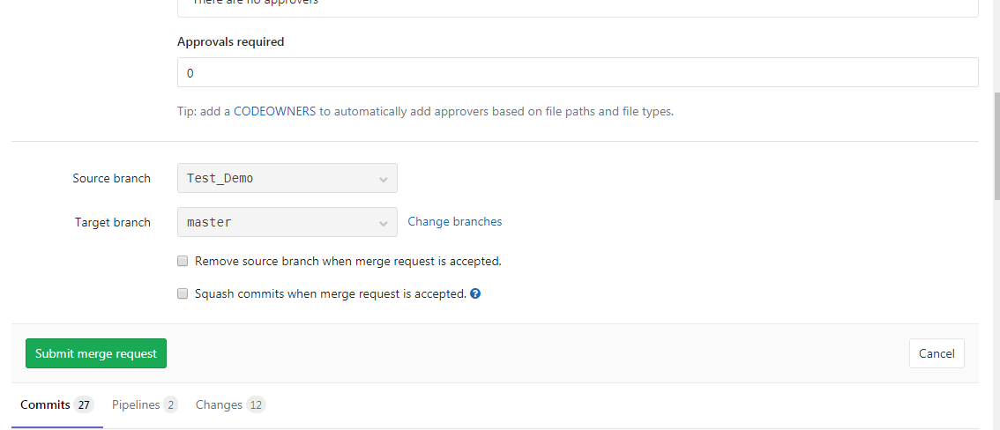 There are no approvers
Approvals required
0
Tip: add a CODEOWNERS to automatically add approvers based on file paths and file types.
Source branch
Test_Demo
Target branch
master
Change branches
Remove source branch when merge request is accepted.
Squash commits when merge request is accepted. ?
Submit merge request
Cancel
Commits 27 Pipelines 2 Changes 12